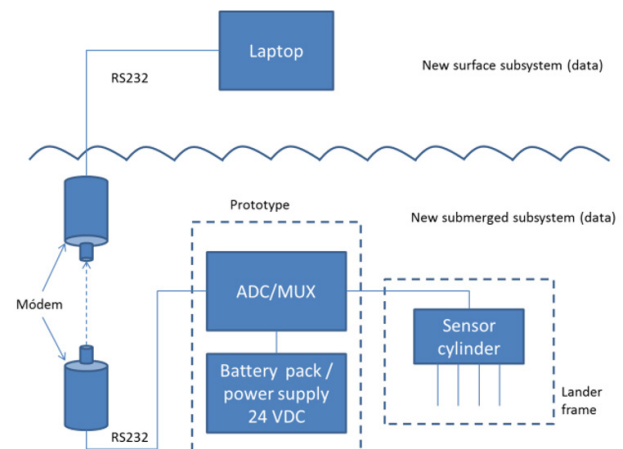 Laptop
New surface subsystem (data)
RS232
Prototype
New submerged subsystem (data)
Módem
ADC/MUX
Sensor
cylinder
Battery pack /
power supply
24 VDC
Lander
frame
RS232